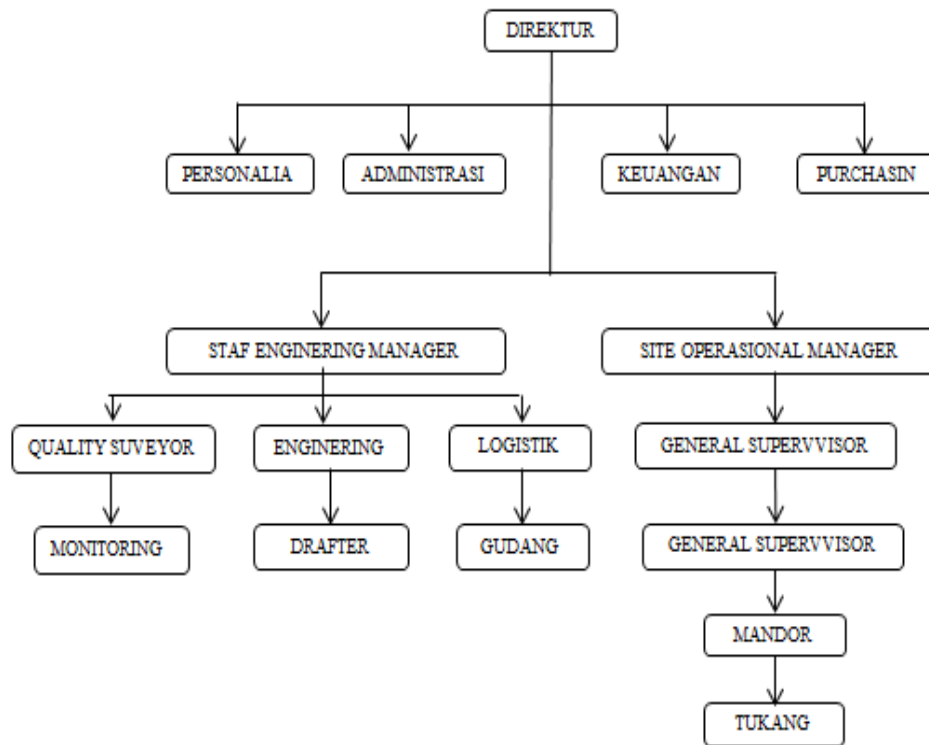 DIREKTUR
PERSONALIA
ADMINISTRASI
KEUANGAN
PURCHASIN
STAF ENGINERING MANAGER
SITE OPERASIONAL MANAGER
QUALITY SUVEYOR
ENGINERING
LOGISTIK
GENERAL SUPERVVISOR
MONITORING
DRAFTER
GUDANG
GENERAL SUPERVVISOR
MANDOR
TUKANG